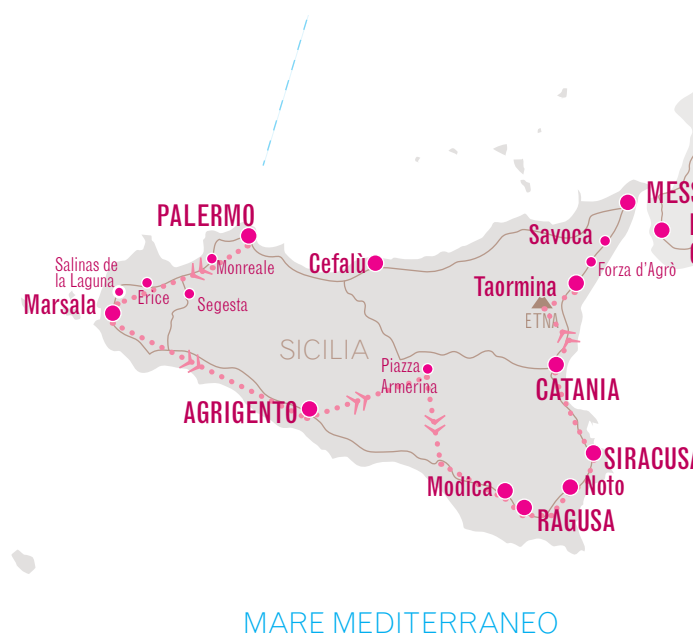 MESS
PALERMO
Savoca
Cefalù
Monreale
Forza d'Agrò
Salinas de
la Laguna
Erice
Segesta
Taormina
Marsala
ETNA
SICILIA
Piazza
Armerina
CATANIA
AGRIGENTO
SIRACUSA
Modica
Noto
RAGUSA
MARE MEDITERRANEO